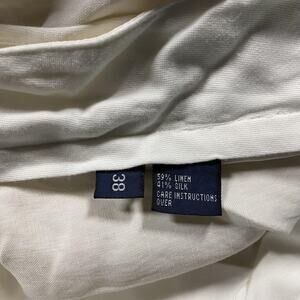 38
59% LINEN
41% SILK
CARE INSTRUCTIONS
OVER